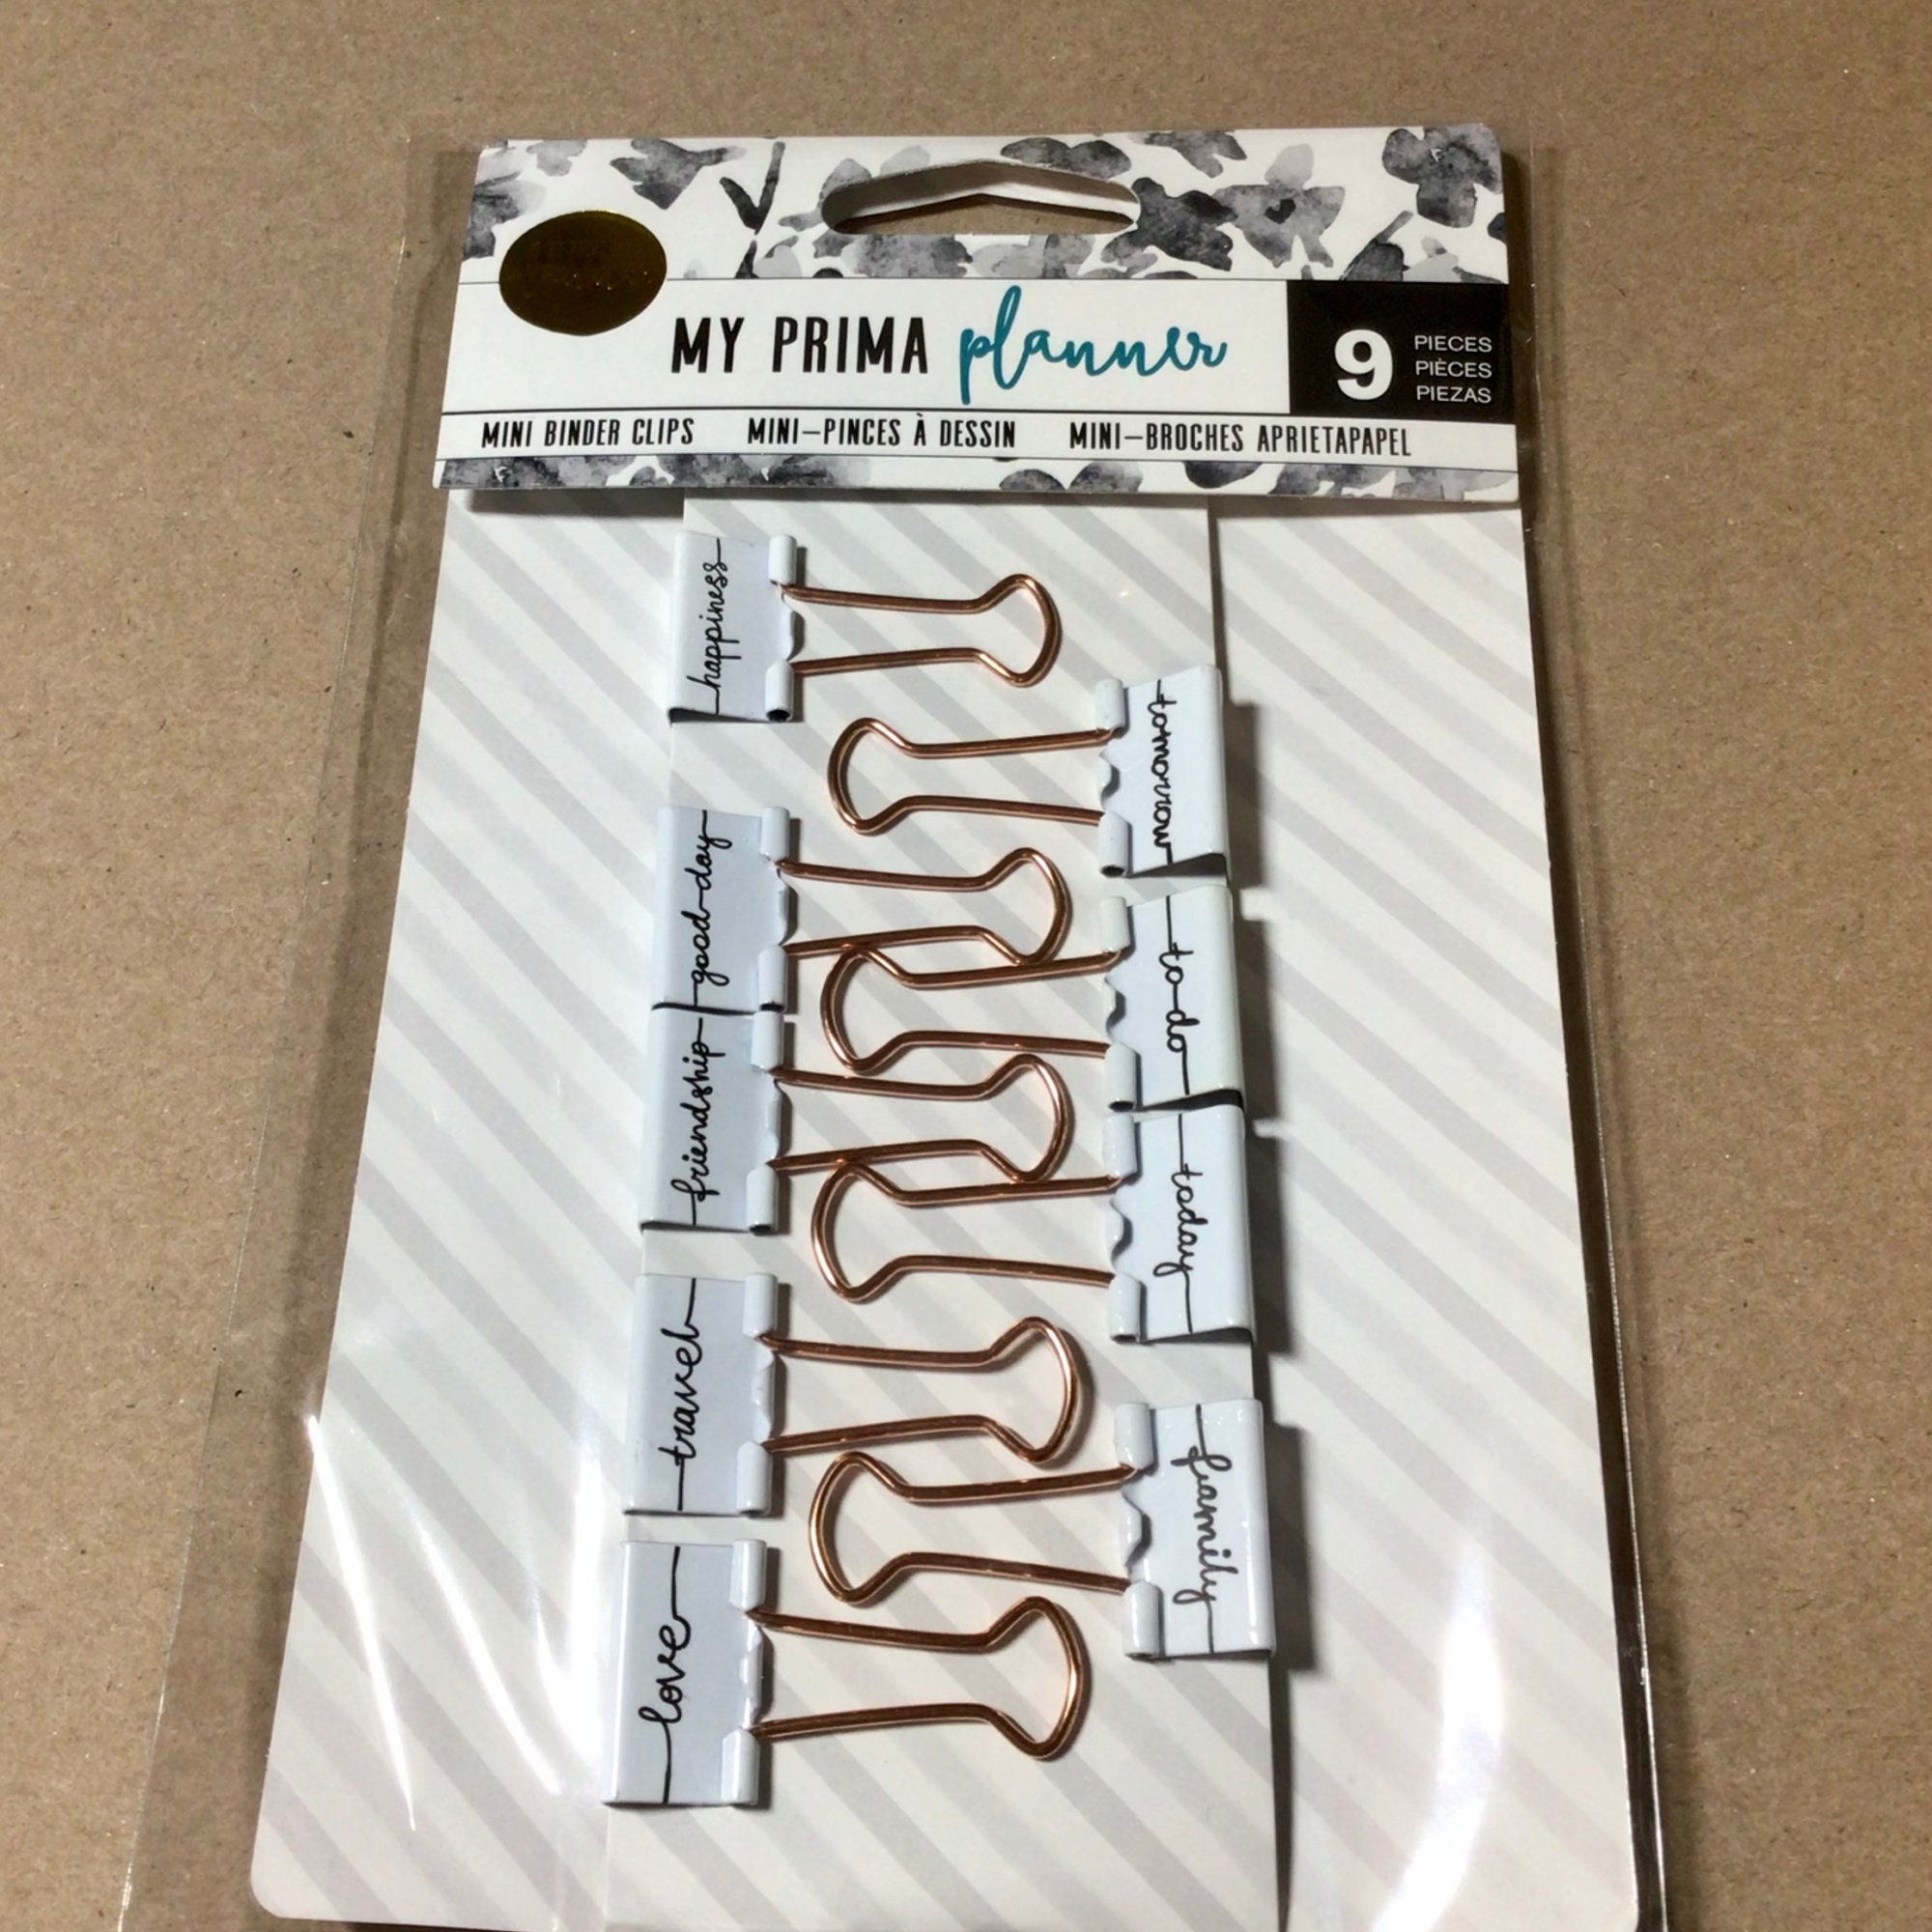 MY PRIMA planner
9
PIECES
PIÈCES
PIEZAS
MINI BINDER CLIPS MINI-PINCES À DESSIN MINI-BROCHES APRIETAPAPEL
happiness
tomorrow
good day
to do
friendship
today
travel
family
love